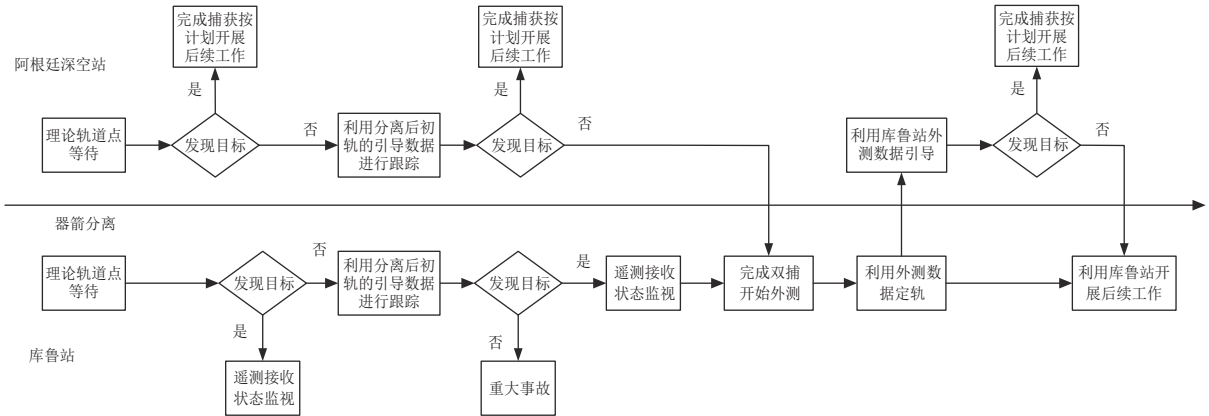 完成捕获按
计划开展
后续工作
完成捕获按
计划开展
后续工作
完成捕获按
计划开展
后续工作
阿根廷深空站
是
是
是
理论轨道点
等待
发现目标
否
利用分离后初
轨的引导数据
进行跟踪
发现目标
否
利用库鲁站外
测数据引导
发现目标
否
器箭分离
理论轨道点
等待
发现目标
否
利用分离后初
轨的引导数据
进行跟踪
发现目标
是
遥测接收
状态监视
完成双捕
开始外测
利用外测数
据定轨
利用库鲁站开
展后续工作
是
否
库鲁站
遥测接收
状态监视
重大事故